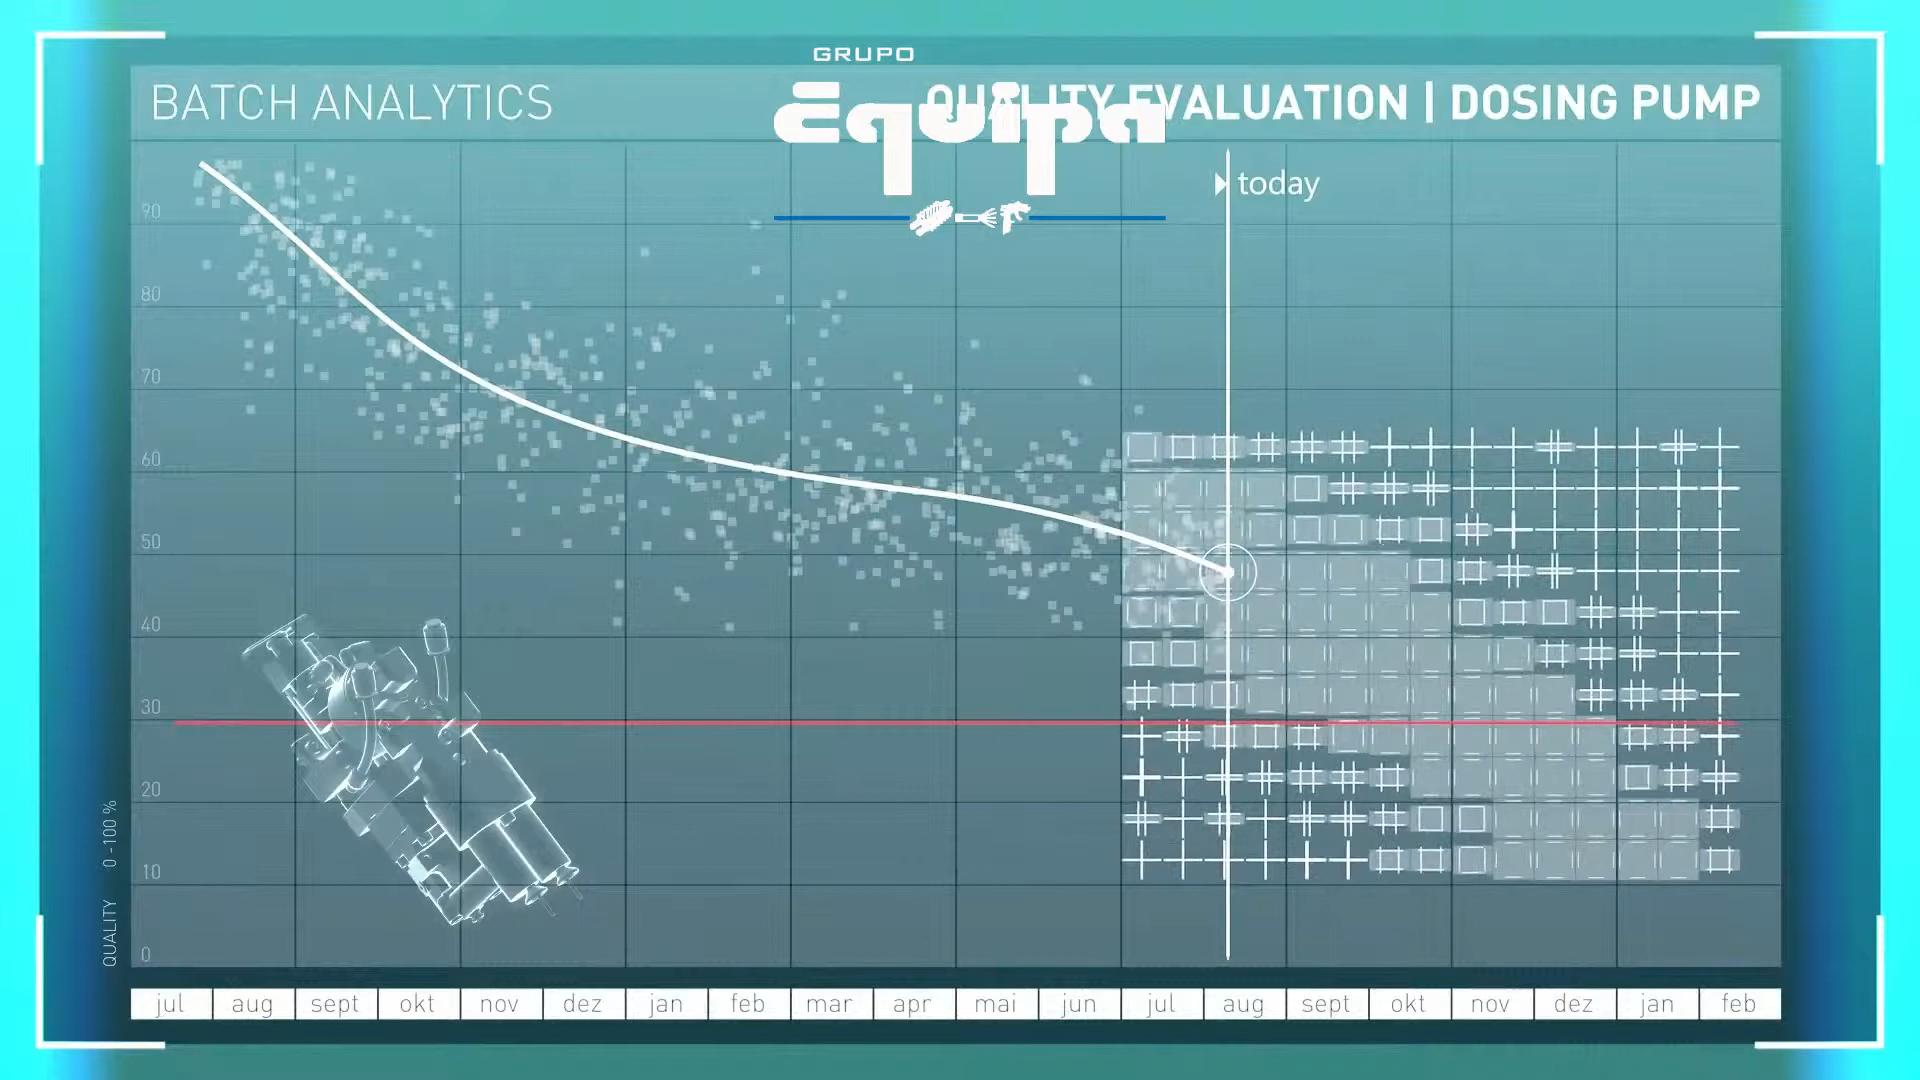 GRUPO
Equipa
BATCH ANALYTICS
QUALITY EVALUATION | DOSING PUMP
today
90
80
70
60
50
40
30
20
10
0
QUALITY 0 -100 %
jul aug sept okt nov dez jan feb mar apr mai jun jul aug sept okt nov dez jan feb